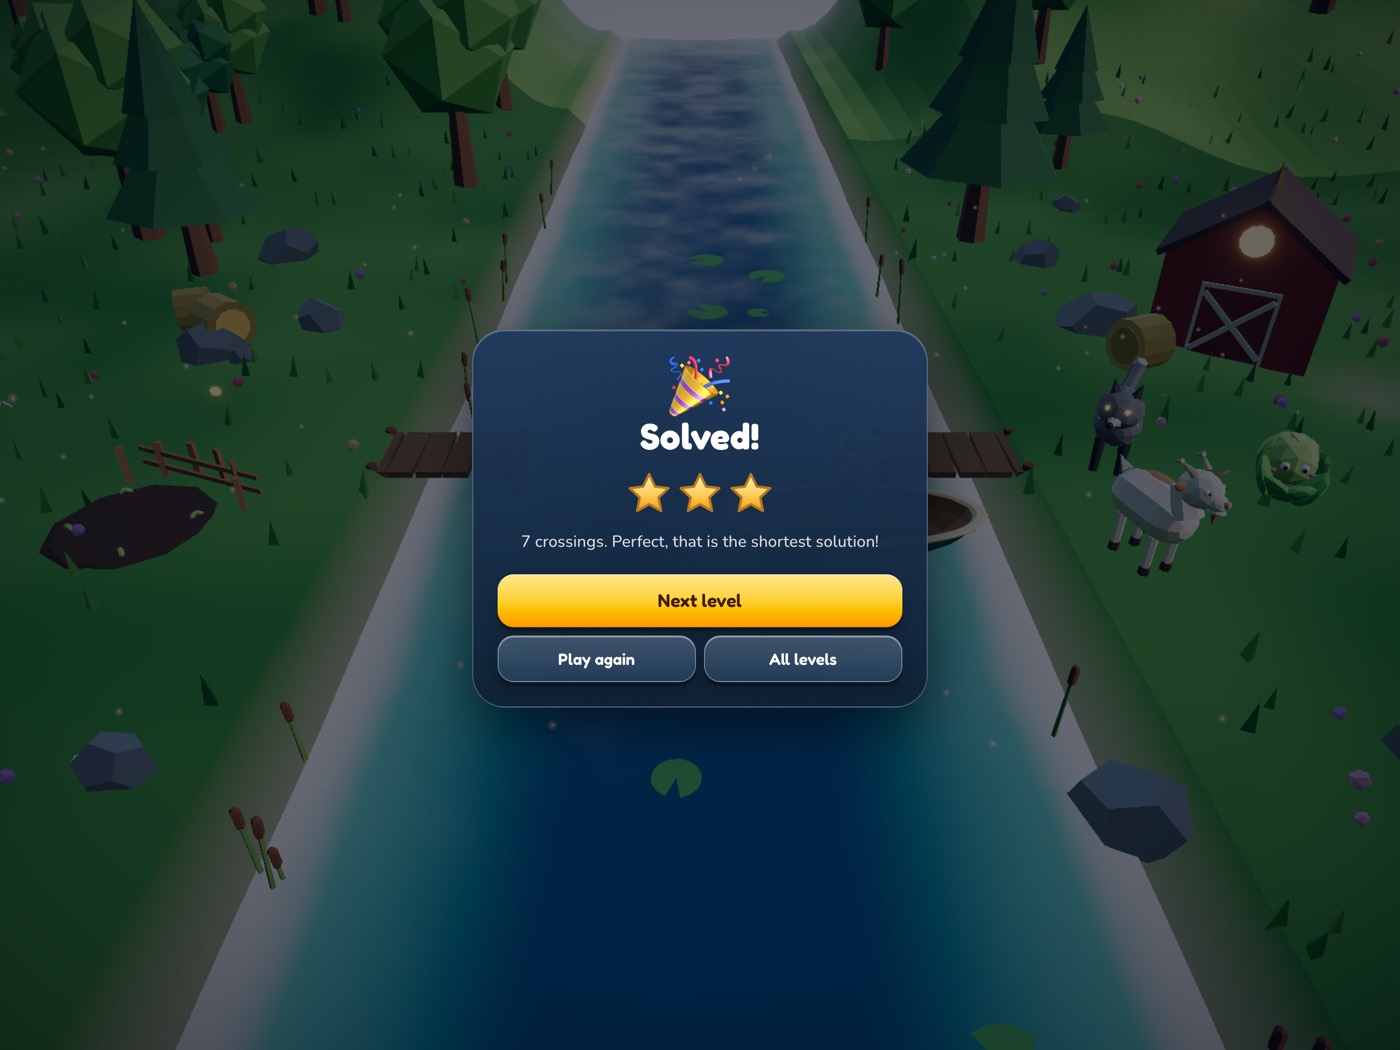 Solved!
7 crossings. Perfect, that is the shortest solution!
Next level
Play again
All levels